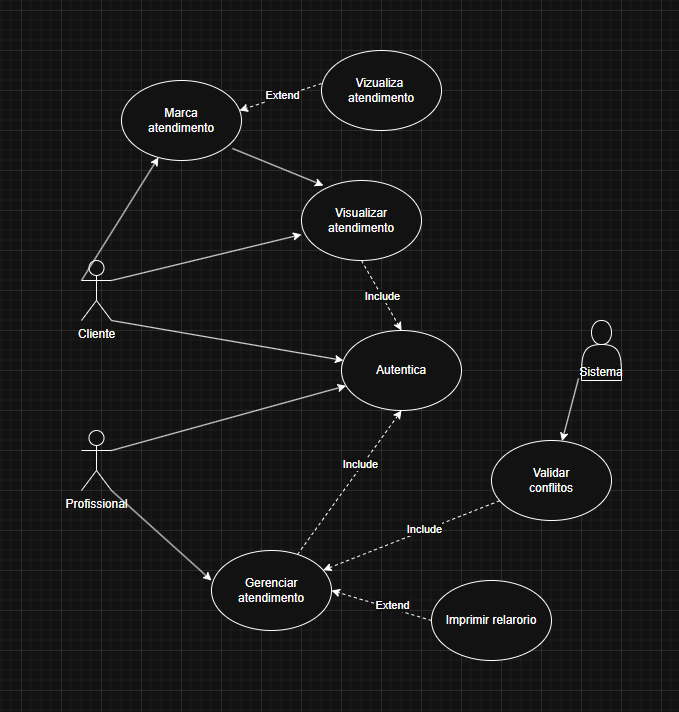 Vizualiza
atendimento
Extend
Marca
atendimento
Visualizar
atendimento
Include
Cliente
Autentica
Sistema
Include
Validar
conflitos
Profissional
Include
Gerenciar
atendimento
Extend
Imprimir relarorio